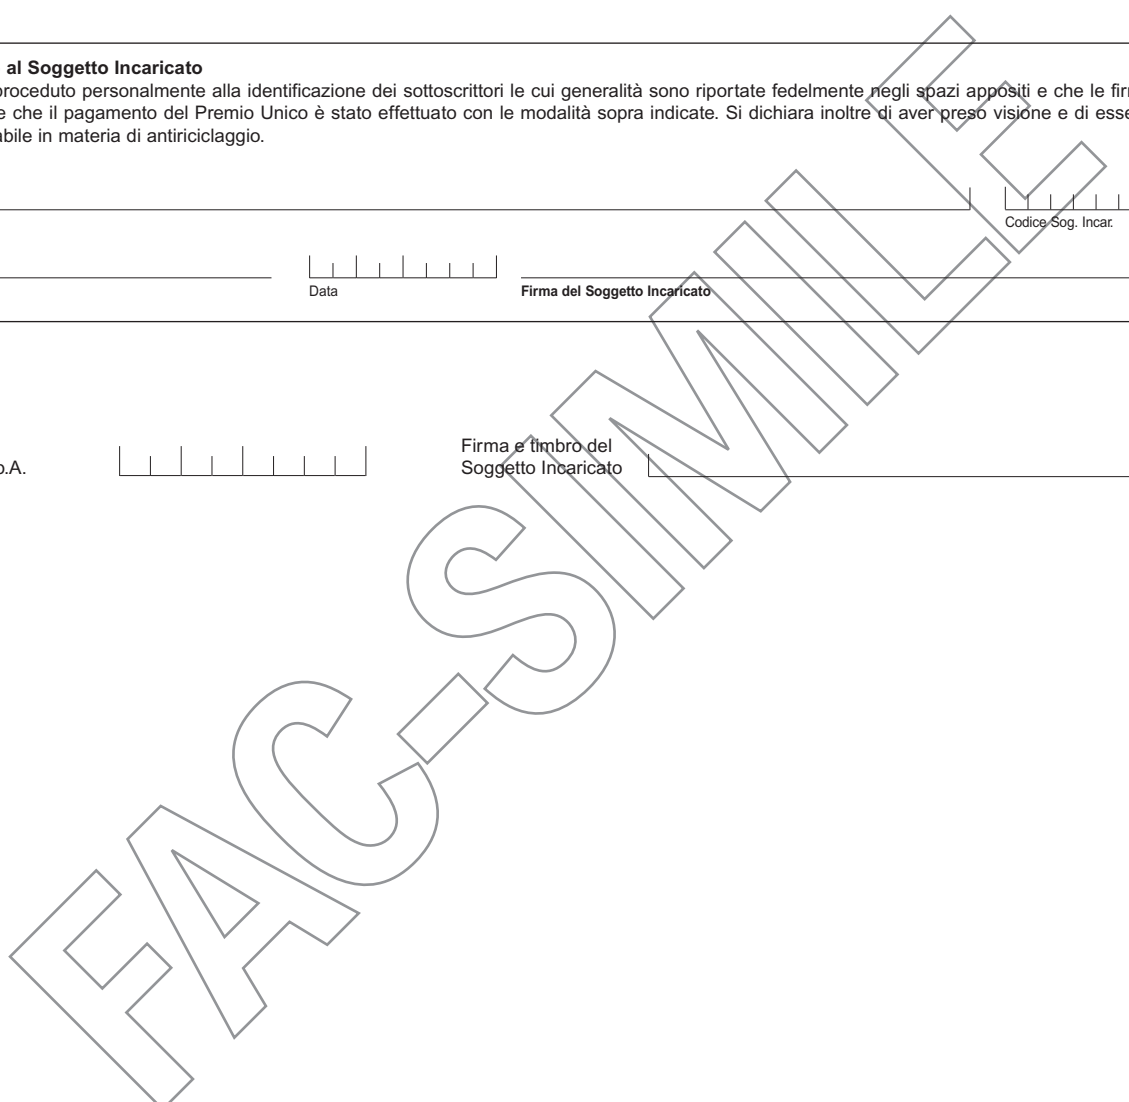 al Soggetto Incaricato
proceduto personalmente alla identificazione dei sottoscrittori le cui generalità sono riportate fedelmente negli spazi appositi e che le
e che il pagamento del Premio Unico è stato effettuato con le modalità sopra indicate. Si dichiara inoltre di aver preso visione e di
in materia di antiriciclaggio.
Codice Sog. Incar.
Data
Firma del Soggetto Incaricato
Firma e timbro del
Soggetto Incaricato
FAC-SIMILE